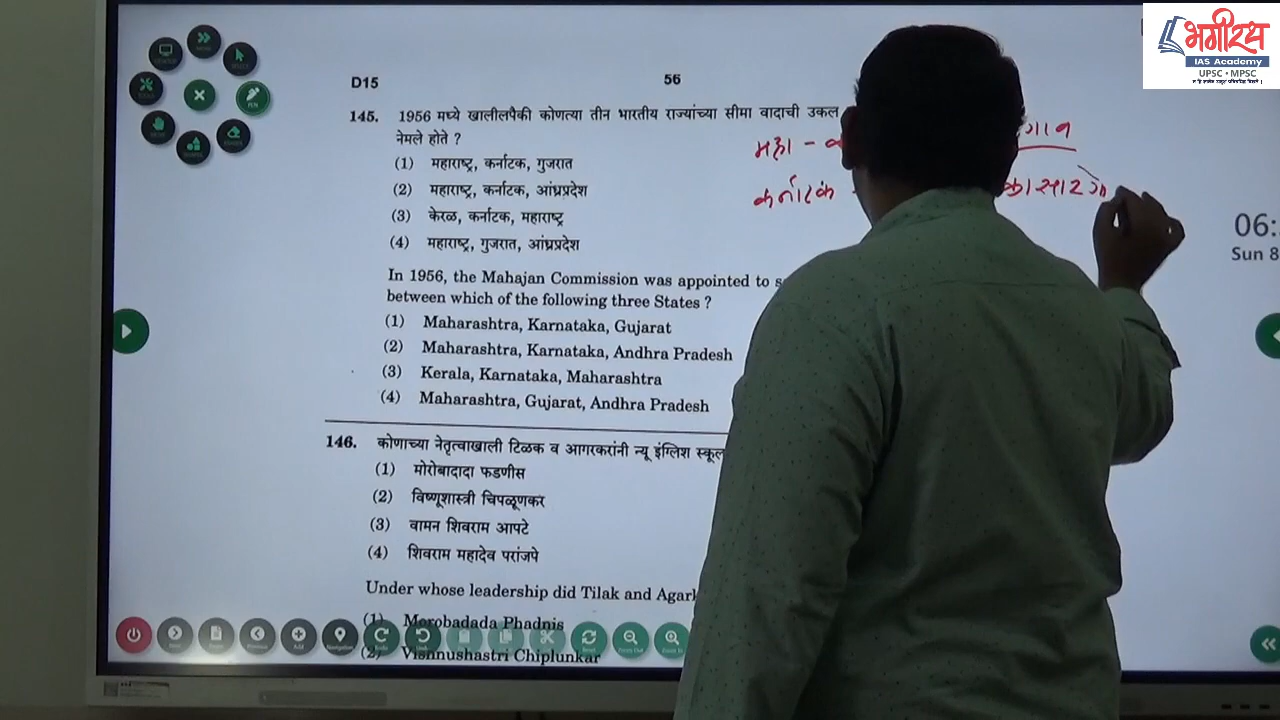 भगीरथ
IAS Academy
UPSC • MPSC
D15
56
145. 1956 मध्ये खालीलपैकी कोणत्या तीन भारतीय राज्यांच्या सीमा वादाची उकल
नेमले होते ?
(1) महाराष्ट्र, कर्नाटक, गुजरात
(2) महाराष्ट्र, कर्नाटक, आंध्रप्रदेश
(3) केरळ, कर्नाटक, महाराष्ट्र
(4) महाराष्ट्र, गुजरात, आंध्रप्रदेश
महा -
गाव
कर्नाटक
कासारगो
In 1956, the Mahajan Commission was appointed to
between which of the following three States ?
(1) Maharashtra, Karnataka, Gujarat
(2) Maharashtra, Karnataka, Andhra Pradesh
(3) Kerala, Karnataka, Maharashtra
(4) Maharashtra, Gujarat, Andhra Pradesh
06:
Sun 8
146. कोणाच्या नेतृत्वाखाली टिळक व आगरकरांनी न्यू इंग्लिश स्कूल
(1) मोरोबादादा फडणीस
(2) विष्णूशास्त्री चिपळूणकर
(3) वामन शिवराम आपटे
(4) शिवराम महादेव परांजपे
Under whose leadership did Tilak and Agark
(1) Morobadada Phadnis
(2) Vishnushastri Chiplunkar